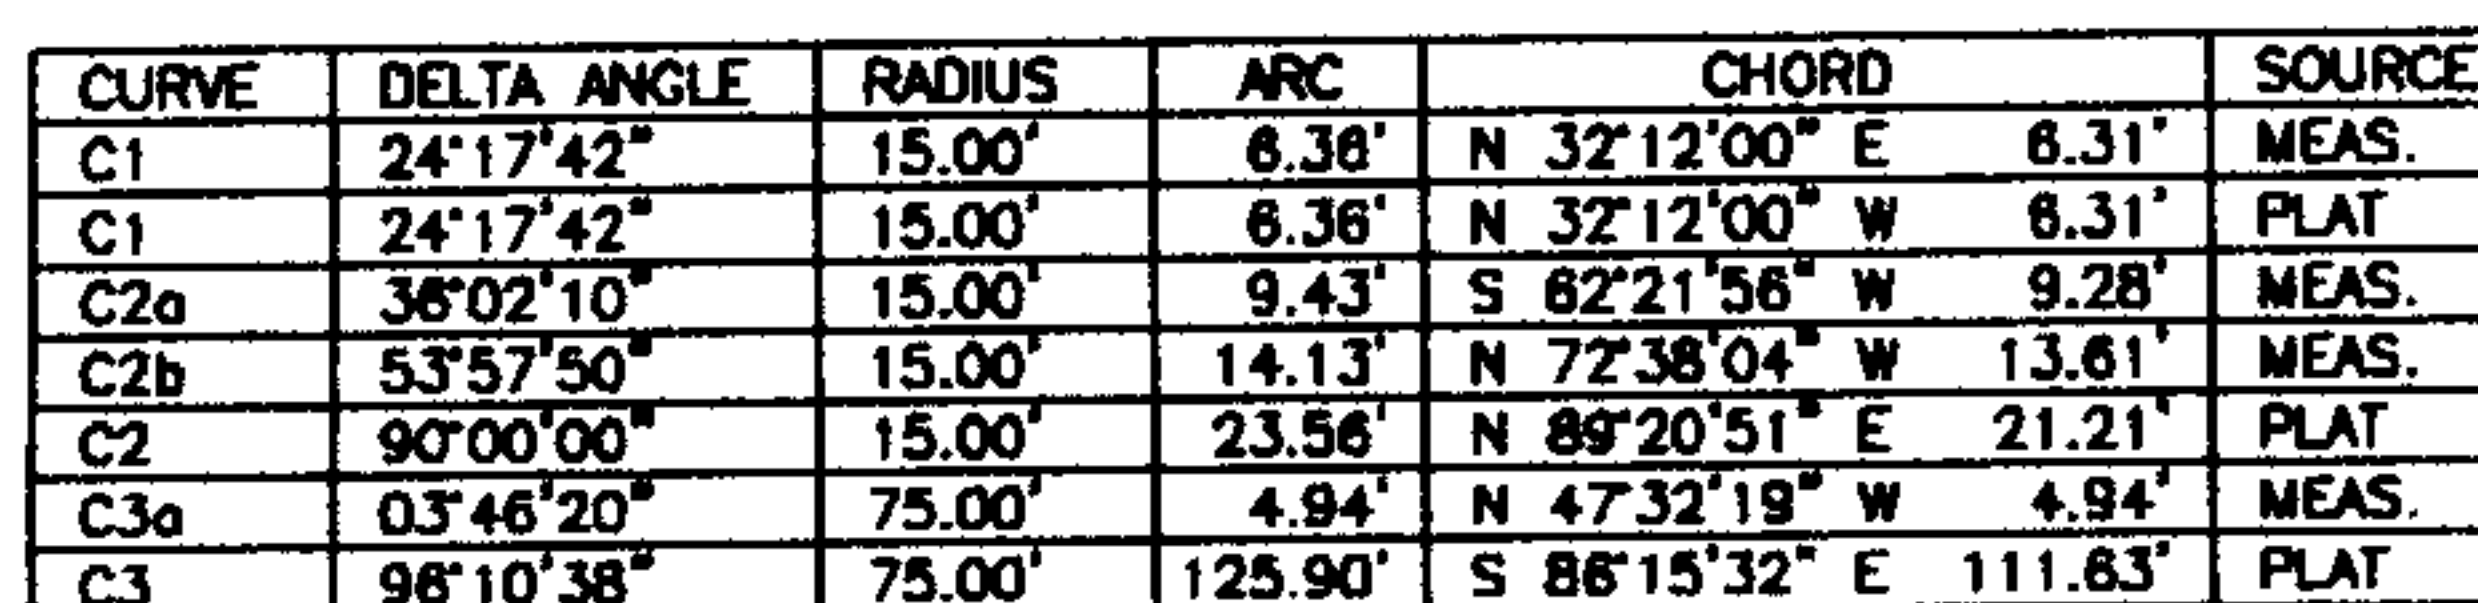 CURVE DELTA ANGLE RADIUS ARC CHORD SOURCE
C1 24°17'42" 15.00' 6.36' N 32°12'00" E 6.31' MEAS.
C1 24°17'42" 15.00' 6.36' N 32°12'00" W 6.31' PLAT
C2a 36°02'10" 15.00' 9.43' S 62°21'56" W 9.28' MEAS.
C2b 53°57'50" 15.00' 14.13' N 72°38'04" W 13.61' MEAS.
C2 90°00'00" 15.00' 23.56' N 89°20'51" E 21.21' PLAT
C3a 03°46'20" 75.00' 4.94' N 47°32'19" W 4.94' MEAS.
C3 96°10'38" 75.00' 125.90' S 86°15'32" E 111.63' PLAT